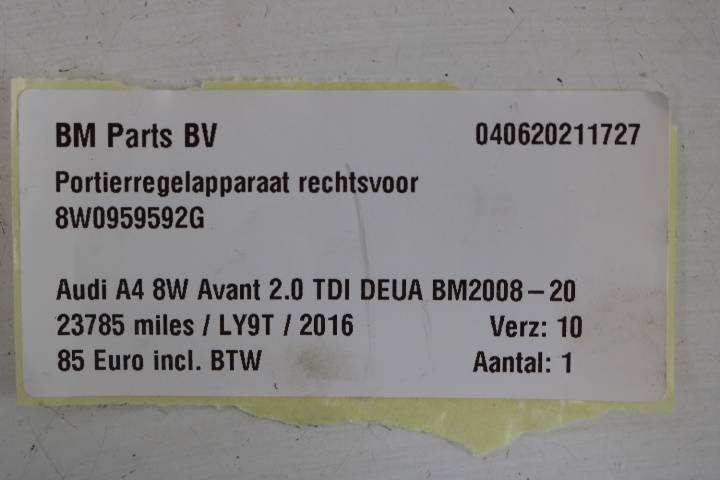 BM Parts BV 040620211727
Portierregelapparaat rechtsvoor
8W0959592G
Audi A4 8W Avant 2.0 TDI DEUA BM2008-20
23785 miles / LY9T / 2016 Verz: 10
85 Euro incl. BTW Aantal: 1